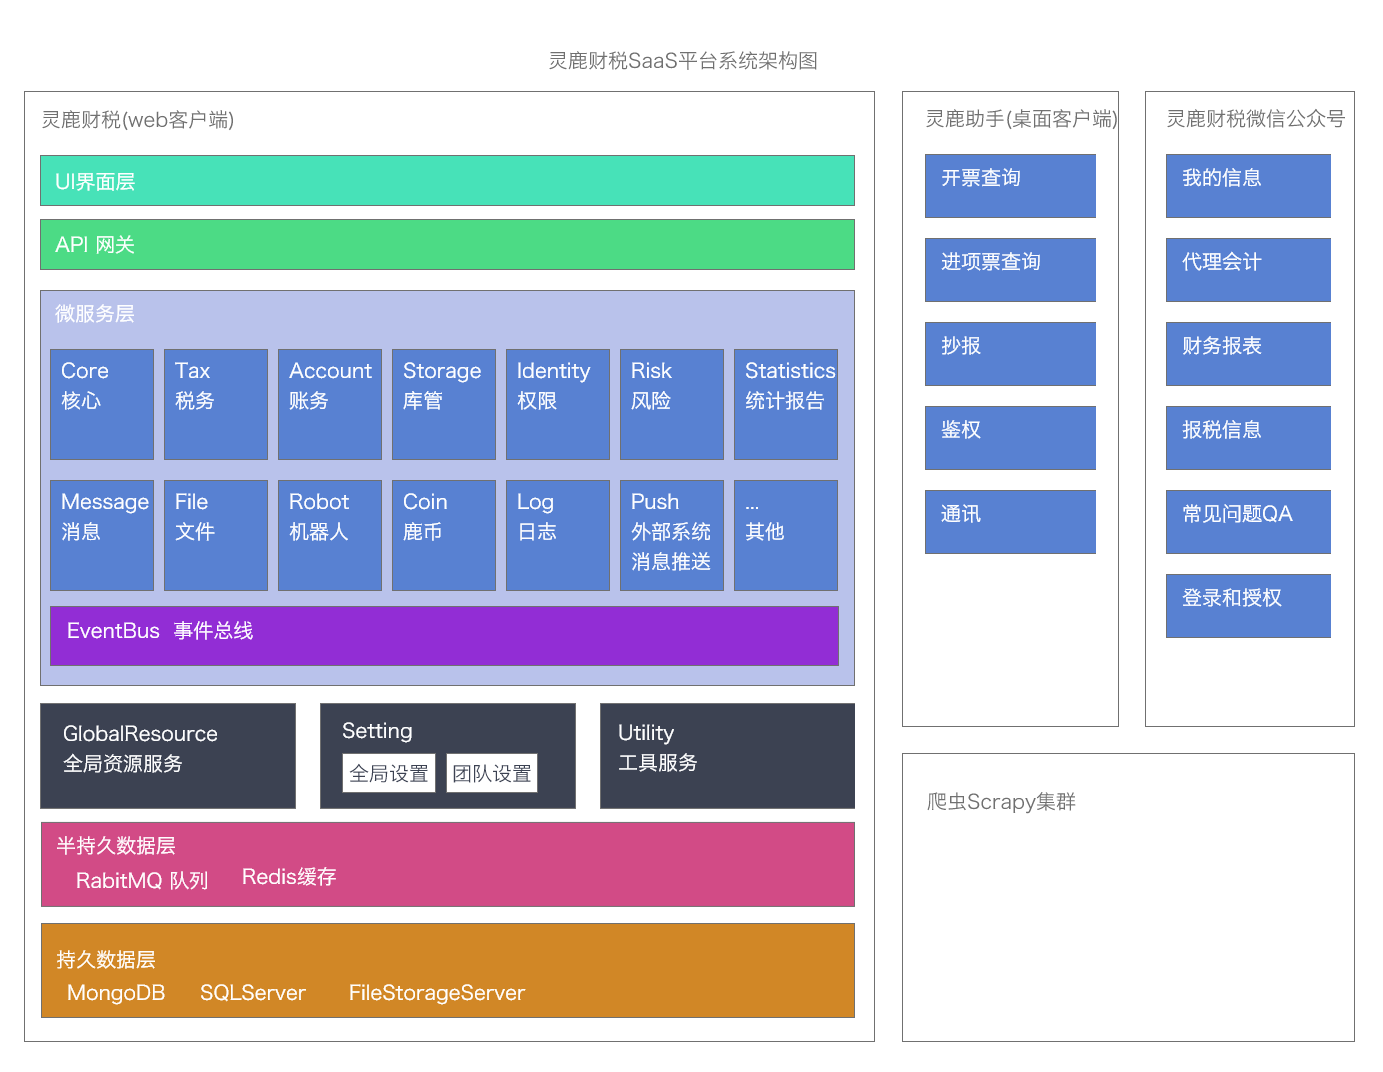 灵鹿财税SaaS平台系统架构图
灵鹿财税(web客户端)
UI界面层
API 网关
微服务层
Core
核心
Tax
税务
Account
账务
Storage
库管
Identity
权限
Risk
风险
Statistics
统计报告
Message
消息
File
文件
Robot
机器人
Coin
鹿币
Log
日志
Push
外部系统
消息推送
...
其他
EventBus 事件总线
GlobalResource
全局资源服务
Setting
全局设置
团队设置
Utility
工具服务
半持久数据层
RabitMQ 队列
Redis缓存
持久数据层
MongoDB
SQLServer
FileStorageServer
灵鹿助手(桌面客户端)
开票查询
进项票查询
抄报
鉴权
通讯
灵鹿财税微信公众号
我的信息
代理会计
财务报表
报税信息
常见问题QA
登录和授权
爬虫Scrapy集群